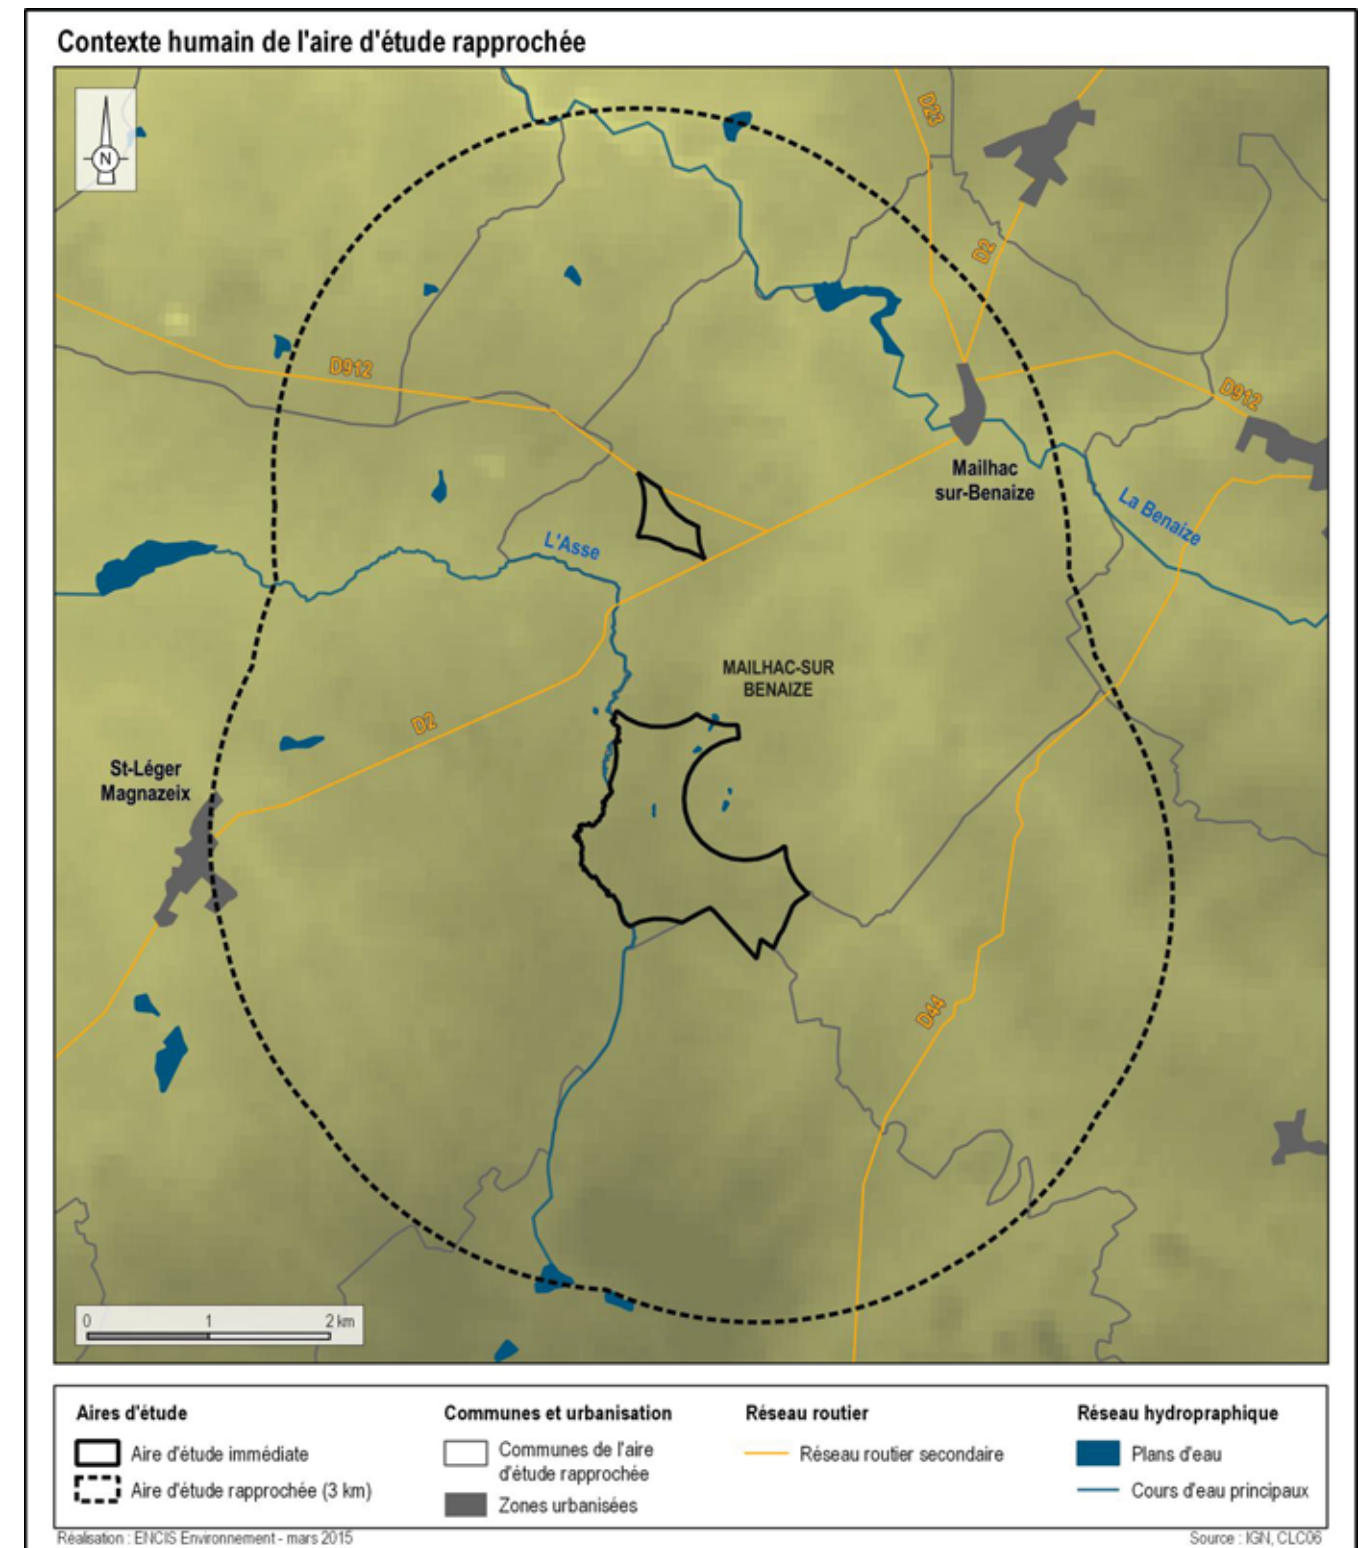 Contexte humain de l'aire d'étude rapprochée
N
D23
D2
D912
D912
Mailhac
sur-Benaize
La Benaize
L'Asse
MAILHAC-SUR
BENAIZE
D2
St-Léger
Magnazeix
D44
0 1 2 km
Aires d'étude
Aire d'étude immédiate
Aire d'étude rapprochée (3 km)
Communes et urbanisation
Communes de l'aire
d'étude rapprochée
Zones urbanisées
Réseau routier
Réseau routier secondaire
Réseau hydropraphique
Plans d'eau
Cours d'eau principaux
Réalisation : ENCIS Environnement - mars 2015
Source : IGN, CLC06